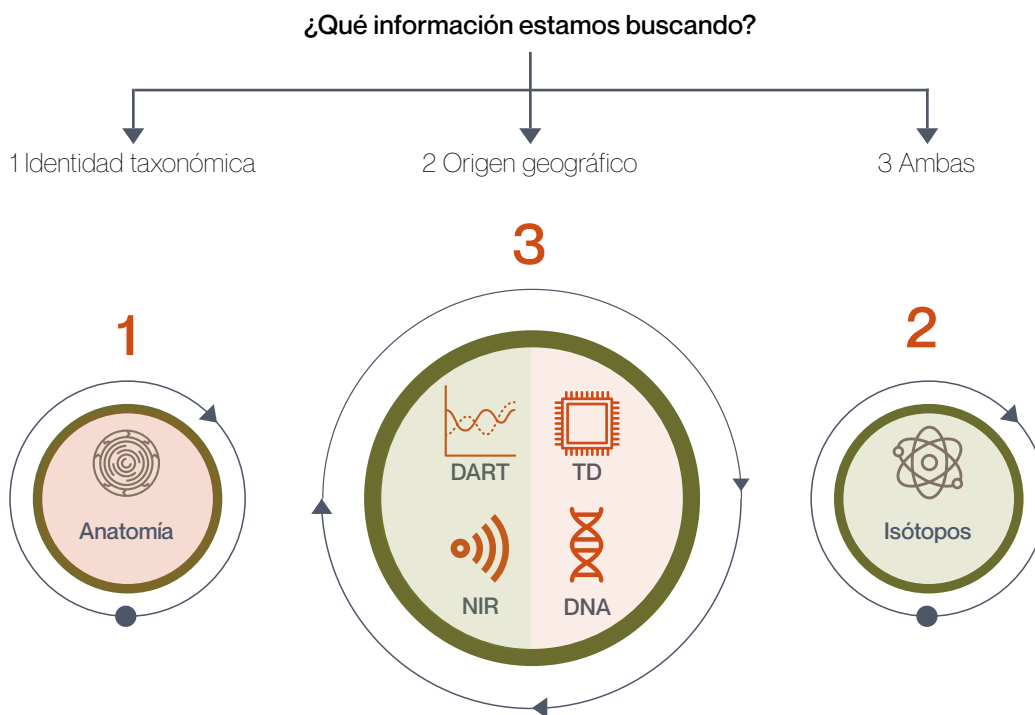 ¿Qué información estamos buscando?
1 Identidad taxonómica
2 Origen geográfico
3 Ambas
3
1
2
DART
TD
Anatomía
Isótopos
NIR
DNA